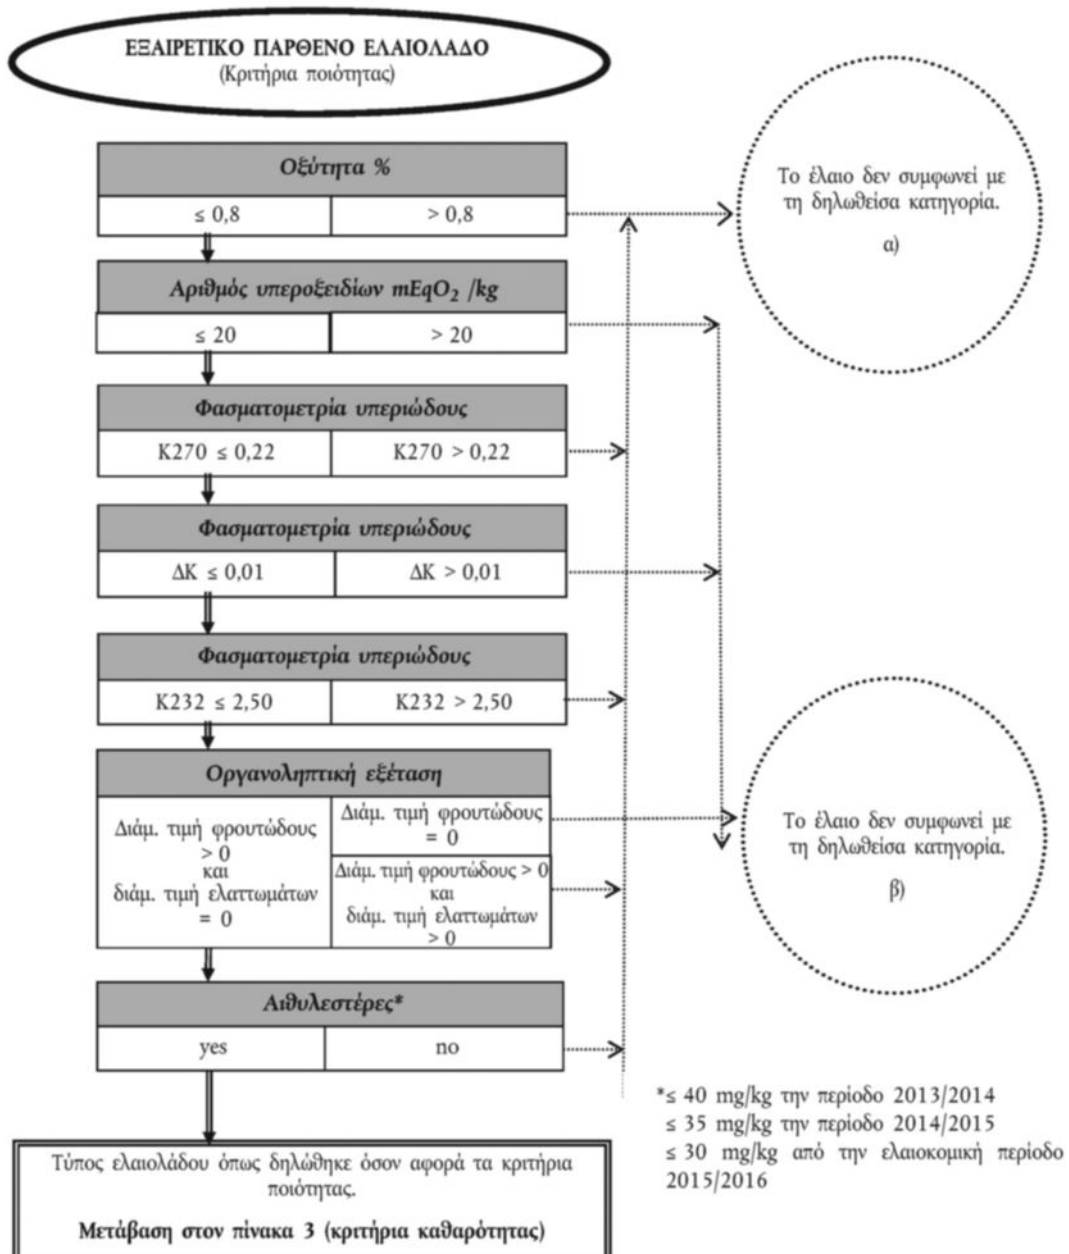 ΕΞΑΙΡΕΤΙΚΟ ΠΑΡΘΕΝΟ ΕΛΑΙΟΛΑΔΟ
(Κριτήρια ποιότητας)
Οξύτητα %
≤ 0,8
> 0,8
Το έλαιο δεν συμφωνεί με
τη δηλωθείσα κατηγορία.
α)
Αριθμός υπεροξειδίων mEqO₂ /kg
≤ 20
> 20
Φασματομετρία υπεριώδους
K270 ≤ 0,22
K270 > 0,22
Φασματομετρία υπεριώδους
ΔK ≤ 0,01
ΔK > 0,01
Φασματομετρία υπεριώδους
K232 ≤ 2,50
K232 > 2,50
Οργανοληπτική εξέταση
Διάμ. τιμή φρουτώδους
> 0
και
διάμ. τιμή ελαττωμάτων
= 0
Διάμ. τιμή φρουτώδους
= 0
Διάμ. τιμή φρουτώδους > 0
και
διάμ. τιμή ελαττωμάτων
> 0
Το έλαιο δεν συμφωνεί με
τη δηλωθείσα κατηγορία.
β)
Αιθυλεστέρες*
yes
no
*≤ 40 mg/kg την περίοδο 2013/2014
≤ 35 mg/kg την περίοδο 2014/2015
≤ 30 mg/kg από την ελαιοκομική περίοδο
2015/2016
Τύπος ελαιολάδου όπως δηλώθηκε όσον αφορά τα κριτήρια
ποιότητας.
Μετάβαση στον πίνακα 3 (κριτήρια καθαρότητας)